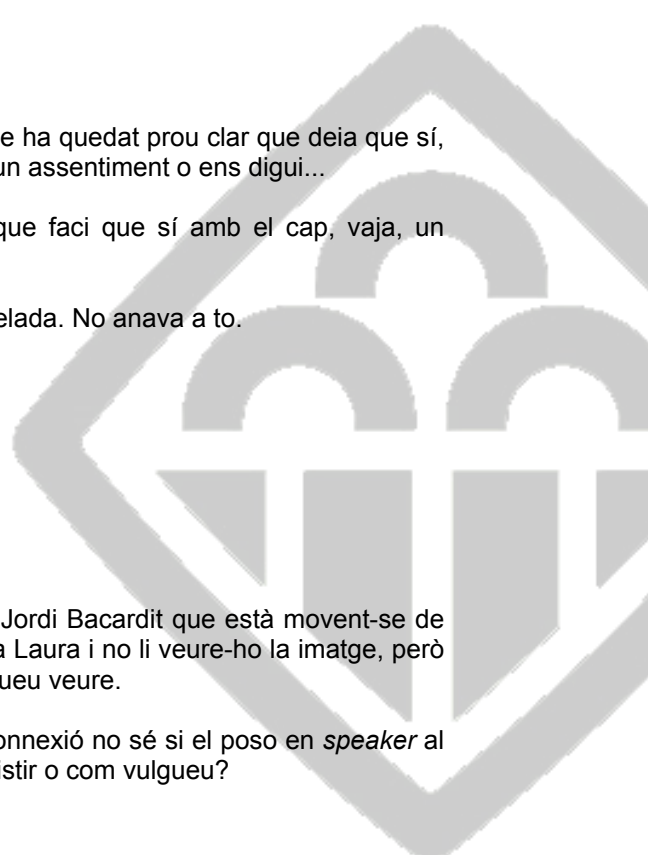 e ha quedat prou clar que deia que sí,
un assentiment o ens digui...
que faci que sí amb el cap, vaja, un
elada. No anava a to.
Jordi Bacardit que està movent-se de
a Laura i no li veure-ho la imatge, però
ueu veure.
onnexió no sé si el poso en speaker al
istir o com vulgueu?